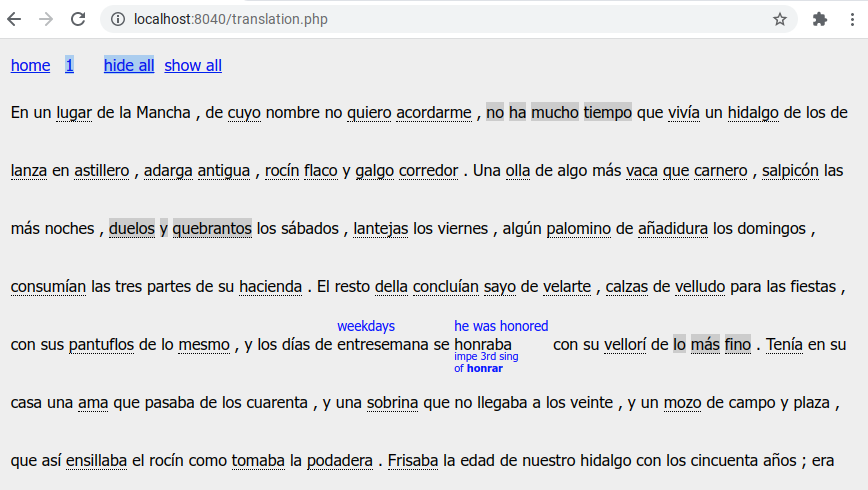 localhost:8040/translation.php
home 1 hide all show all
En un lugar de la Mancha , de cuyo nombre no quiero acordarme , no ha mucho tiempo que vivía un hidalgo de los de
lanza en astillero , adarga antigua , rocín flaco y galgo corredor . Una olla de algo más vaca que carnero , salpicón las
más noches , duelos y quebrantos los sábados , lantejas los viernes , algún palomino de añadidura los domingos ,
consumían las tres partes de su hacienda . El resto della concluían sayo de velarte , calzas de velludo para las fiestas ,
weekdays he was honored
con sus pantuflos de lo mesmo , y los días de entresemana se honraba con su vellorí de lo más fino . Tenía en su
impe 3rd sing
of honrar
casa una ama que pasaba de los cuarenta , y una sobrina que no llegaba a los veinte , y un mozo de campo y plaza ,
que así ensillaba el rocín como tomaba la podadera . Frisaba la edad de nuestro hidalgo con los cincuenta años ; era